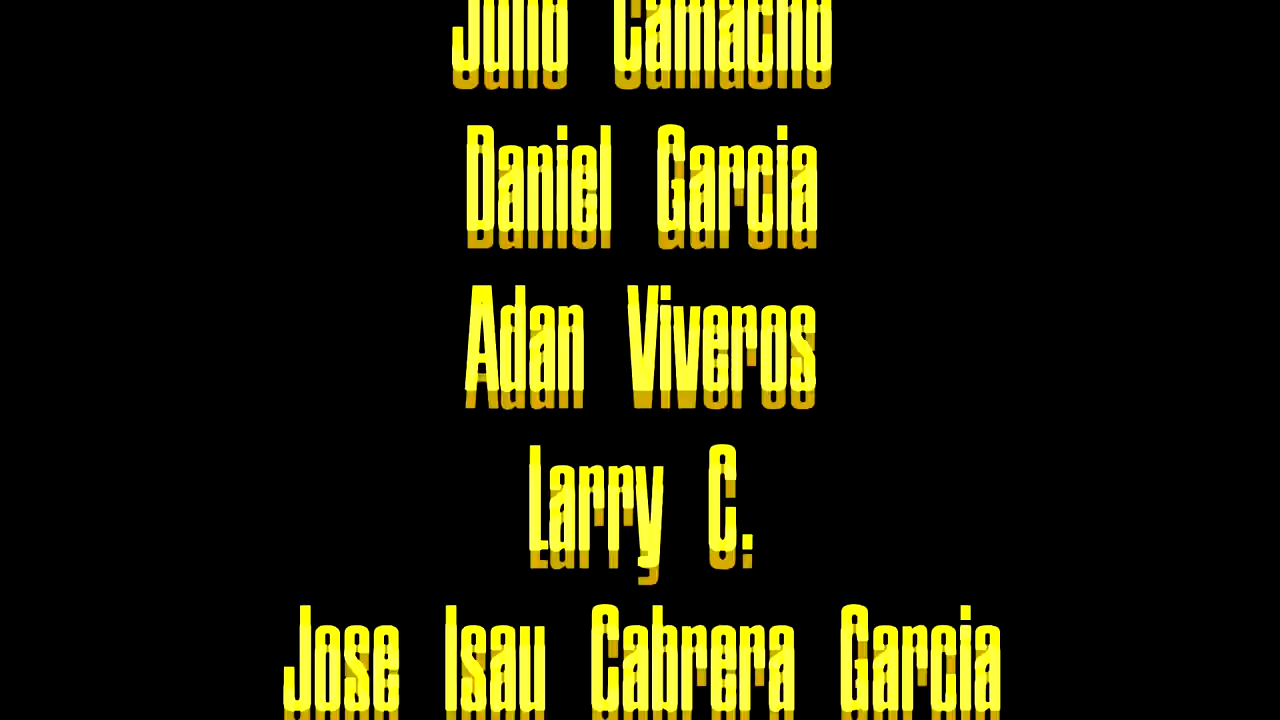 Julio Camacho
Daniel Garcia
Adan Viveros
Larry C.
Jose Isau Cabrera Garcia